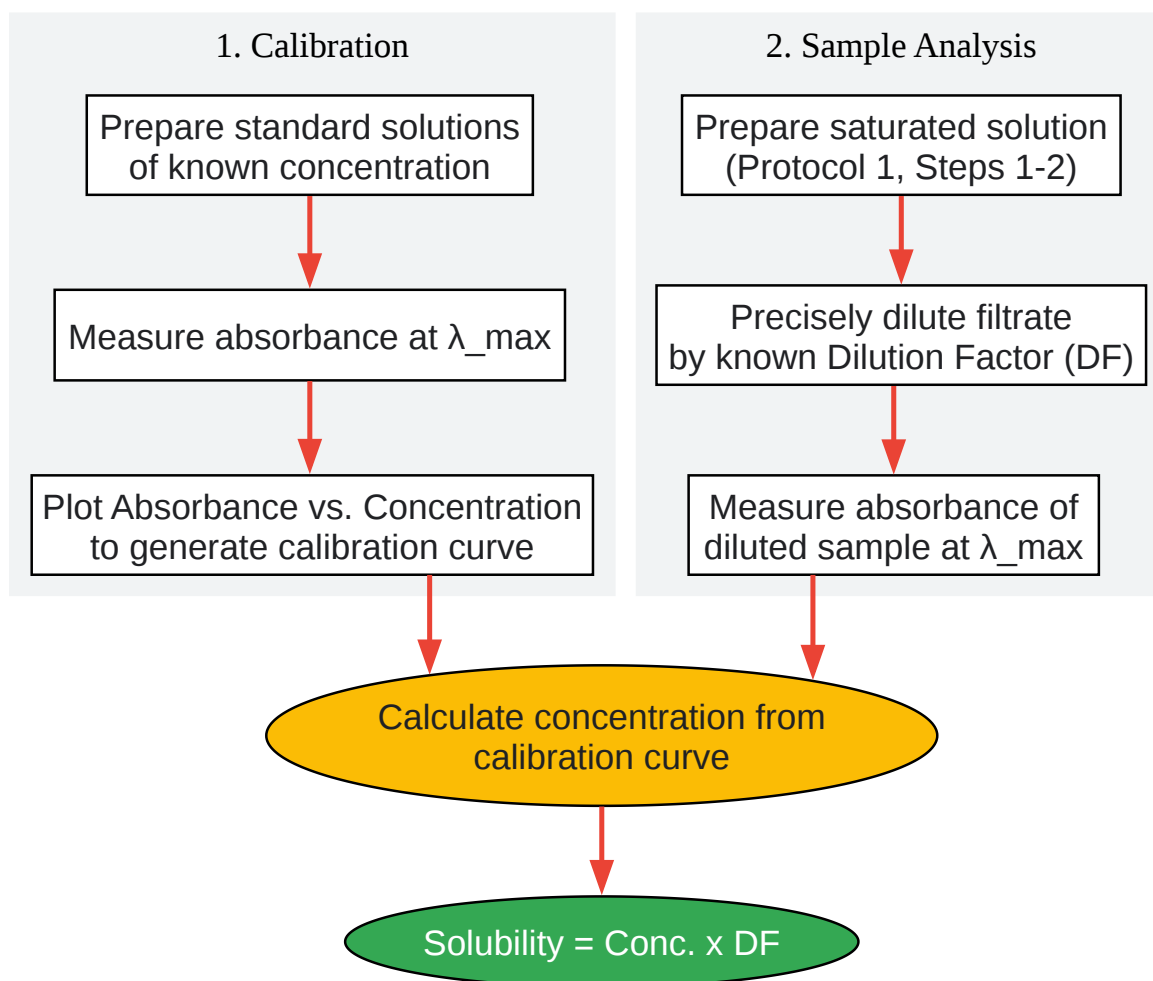 1. Calibration
Prepare standard solutions
of known concentration
Measure absorbance at λ_max
Plot Absorbance vs. Concentration
to generate calibration curve
2. Sample Analysis
Prepare saturated solution
(Protocol 1, Steps 1-2)
Precisely dilute filtrate
by known Dilution Factor (DF)
Measure absorbance of
diluted sample at λ_max
Calculate concentration from
calibration curve
Solubility = Conc. x DF